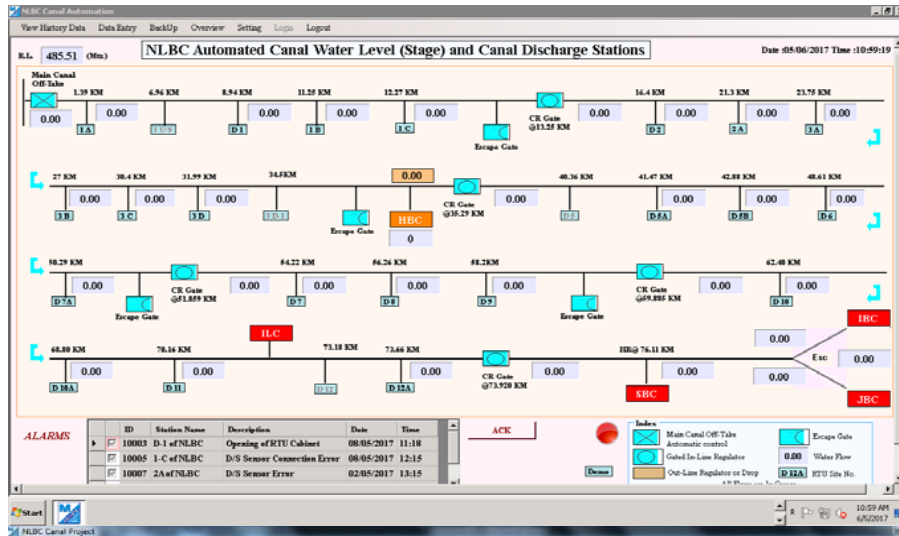 NLBC Canal Automation
View History Data Data Entry BackUp Overview Setting Login Logout
R.L. 485.51 (Mtrs) NLBC Automated Canal Water Level (Stage) and Canal Discharge Stations Date :05/06/2017 Time :10:59:19
Main Canal
Off-Take
1.39 KM 6.96 KM 8.94 KM 11.25 KM 12.27 KM 16.4 KM 21.3 KM 23.75 KM
0.00 0.00 0.00 0.00 0.00 0.00 0.00 0.00
CR Gate
@13.25 KM
1A 1B 1C D1 D2 2A 3A
Escape Gate
27 KM 30.4 KM 31.99 KM 34.5KM 0.00 40.36 KM 41.47 KM 42.88 KM 48.61 KM
0.00 0.00 0.00 0.00 0.00 0.00 0.00
CR Gate
@35.29 KM
3B 3C 3D 3D-1 HBC D5 D5A D5B D6
Escape Gate
0
50.29 KM 54.22 KM 56.26 KM 58.2KM 62.40 KM
0.00 0.00 0.00 0.00 0.00 0.00 0.00
CR Gate
@51.859 KM
CR Gate
@59.885 KM
D7A D7 D8 D9 D10
Escape Gate Escape Gate
ILC IBC
68.80 KM 70.16 KM 73.18 KM 73.66 KM HR@ 76.11 KM 0.00
Esc 0.00
0.00 0.00 0.00 0.00 0.00 0.00
CR Gate
@73.920 KM
D10A D11 D12 D12A SBC JBC
ALARMS
ID Station Name Description Date Time
10003 D-1 of NLBC Opening of RTU Cabinet 08/05/2017 11:18
10005 1-C of NLBC D/S Sensor Connection Error 08/05/2017 12:15
10007 2A of NLBC D/S Sensor Error 02/05/2017 13:15
ACK
Demo
Index
Main Canal Off-Take
Automatic control
Escape Gate
Gated In-Line Regulator 0.00 Water Flow
Out-Line Regulator or Drop D 12A RTU Site No.
Start
10:59 AM
6/5/2017
NLBC Canal Project